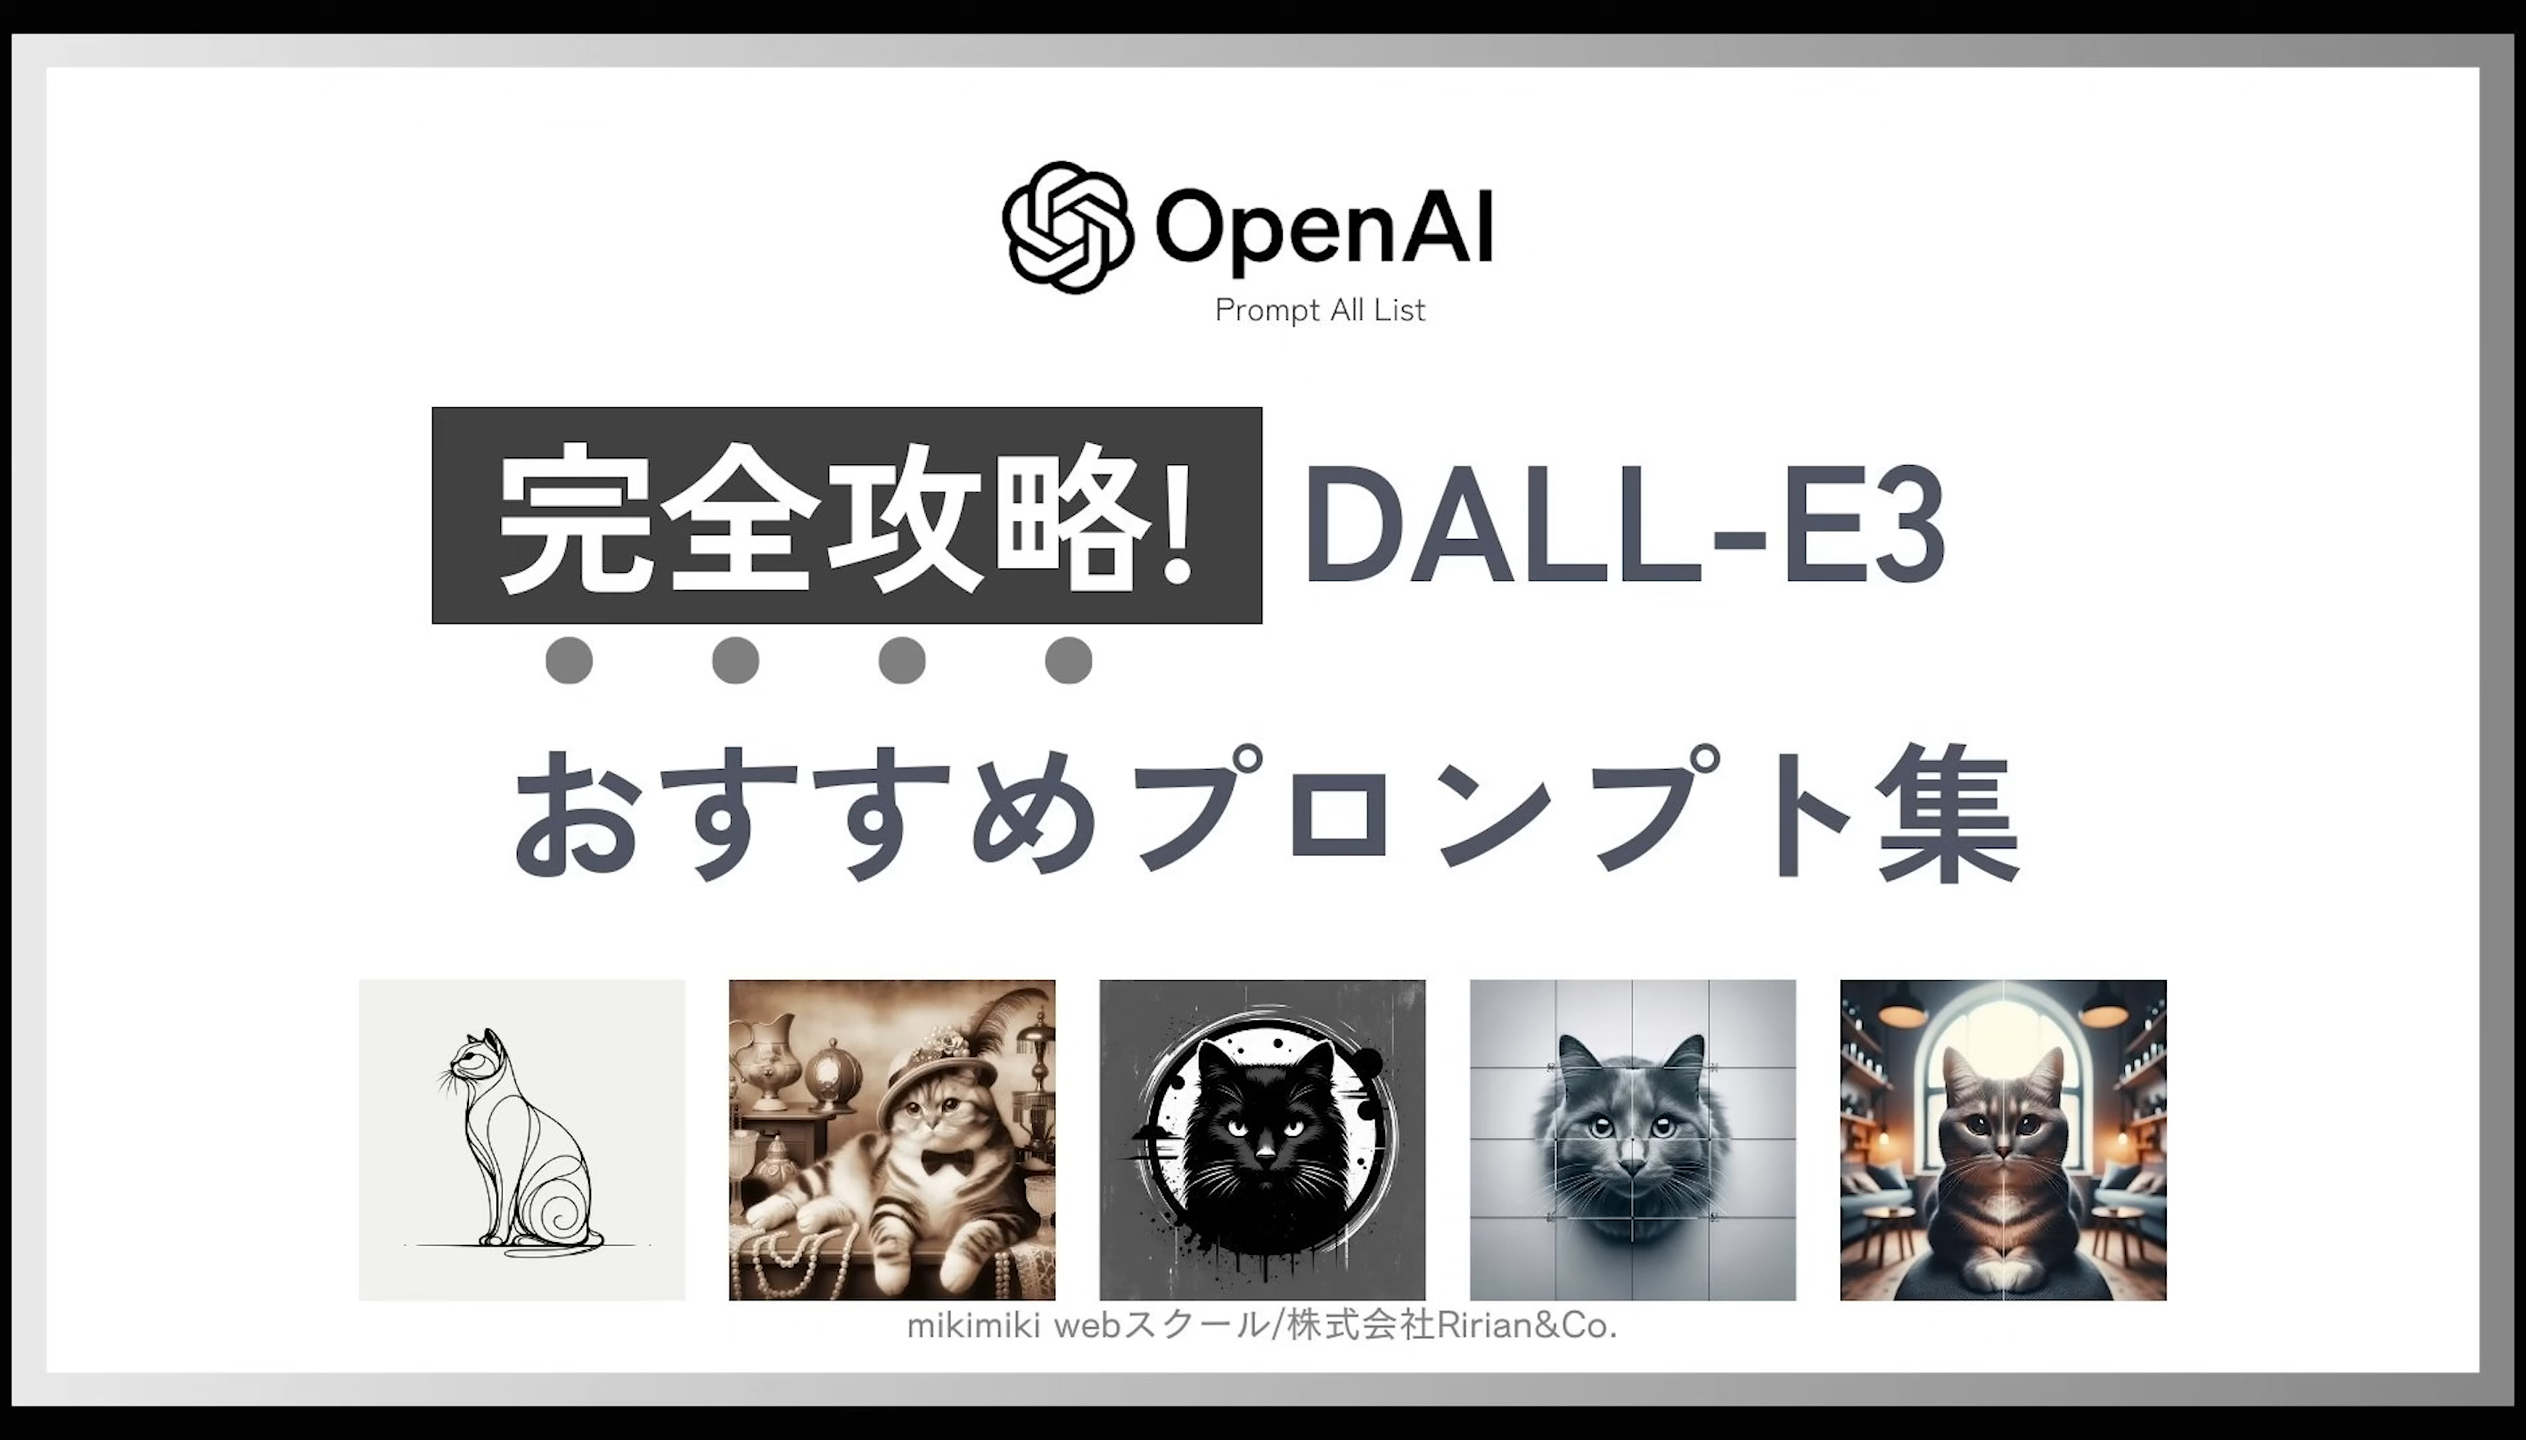 OpenAI
Prompt All List
完全攻略! DALL-E3
おすすめプロンプト集
mikimiki webスクール/株式会社Ririan&Co.